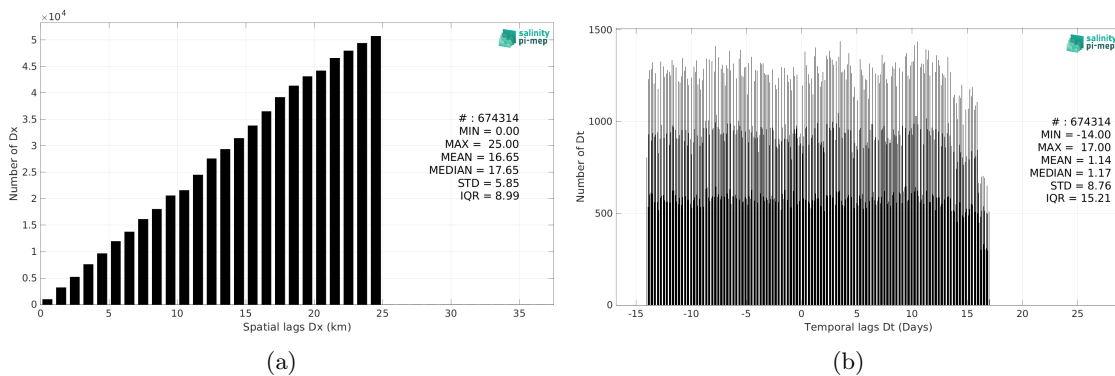 ×10⁴
5
4.5
4
3.5
3
2.5
2
1.5
1
0.5
0
Number of Dx
0 5 10 15 20 25 30 35
Spatial lags Dx (km)
salinity
pi-mep
# : 674314
MIN = 0.00
MAX = 25.00
MEAN = 16.65
MEDIAN = 17.65
STD = 5.85
IQR = 8.99
(a)
1500
1000
500
0
Number of Dt
-15 -10 -5 0 5 10 15 20 25
Temporal lags Dt (Days)
salinity
pi-mep
# : 674314
MIN = -14.00
MAX = 17.00
MEAN = 1.14
MEDIAN = 1.17
STD = 8.76
IQR = 15.21
(b)